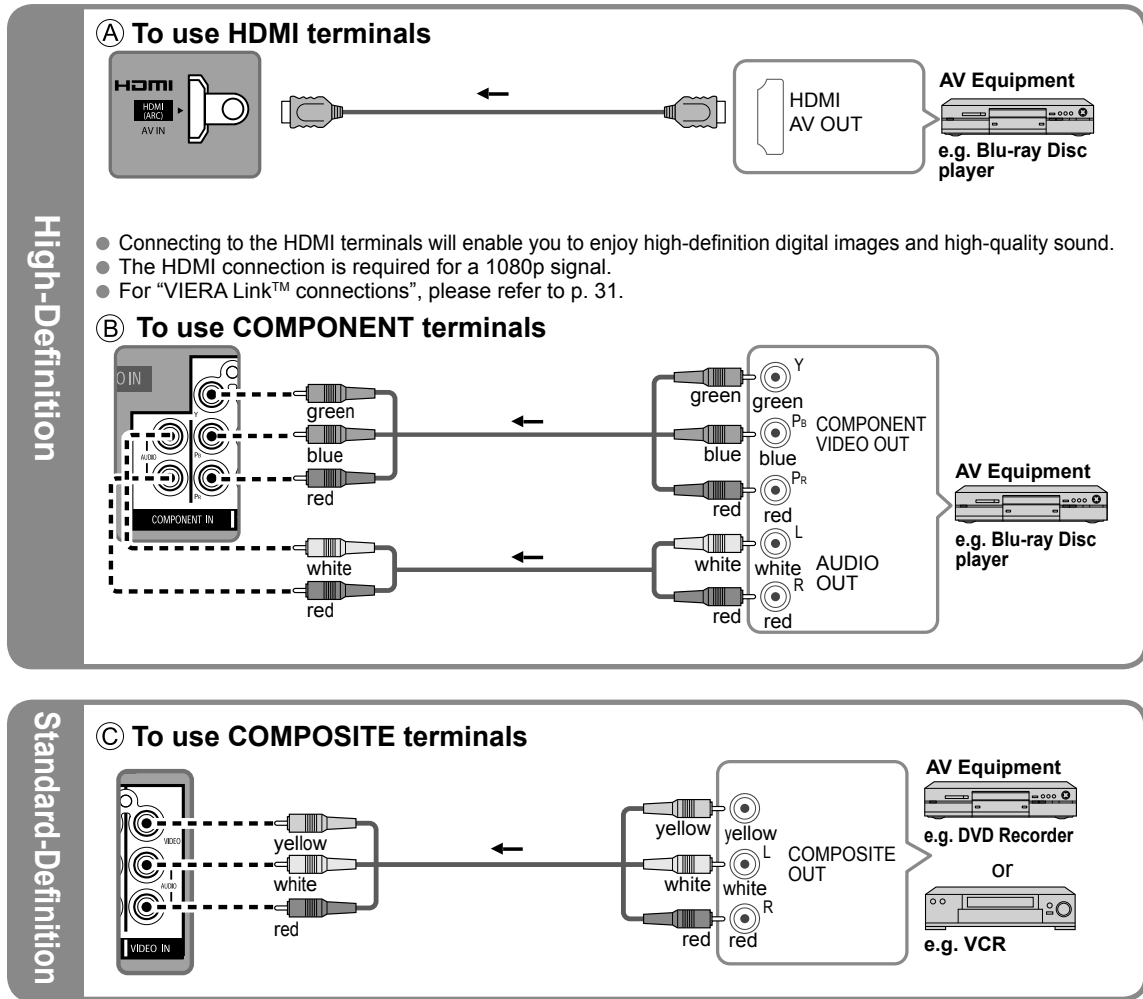 High-Definition
Ⓐ To use HDMI terminals
HDMI
HDMI
(ARC)
AV IN
HDMI
AV OUT
AV Equipment
e.g. Blu-ray Disc
player
● Connecting to the HDMI terminals will enable you to enjoy high-definition digital images and high-quality sound.
● The HDMI connection is required for a 1080p signal.
● For “VIERA Link™ connections”, please refer to p. 31.
Ⓑ To use COMPONENT terminals
O IN
Y
AUDIO
PB
PR
COMPONENT IN
green
blue
red
white
red
green
blue
red
white
red
Y
green
PB
blue
PR
red
L
white
R
red
COMPONENT
VIDEO OUT
AUDIO
OUT
AV Equipment
e.g. Blu-ray Disc
player
Standard-Definition
Ⓒ To use COMPOSITE terminals
VIDEO
AUDIO
VIDEO IN
yellow
white
red
yellow
white
red
yellow
L
white
R
red
COMPOSITE
OUT
AV Equipment
e.g. DVD Recorder
or
e.g. VCR